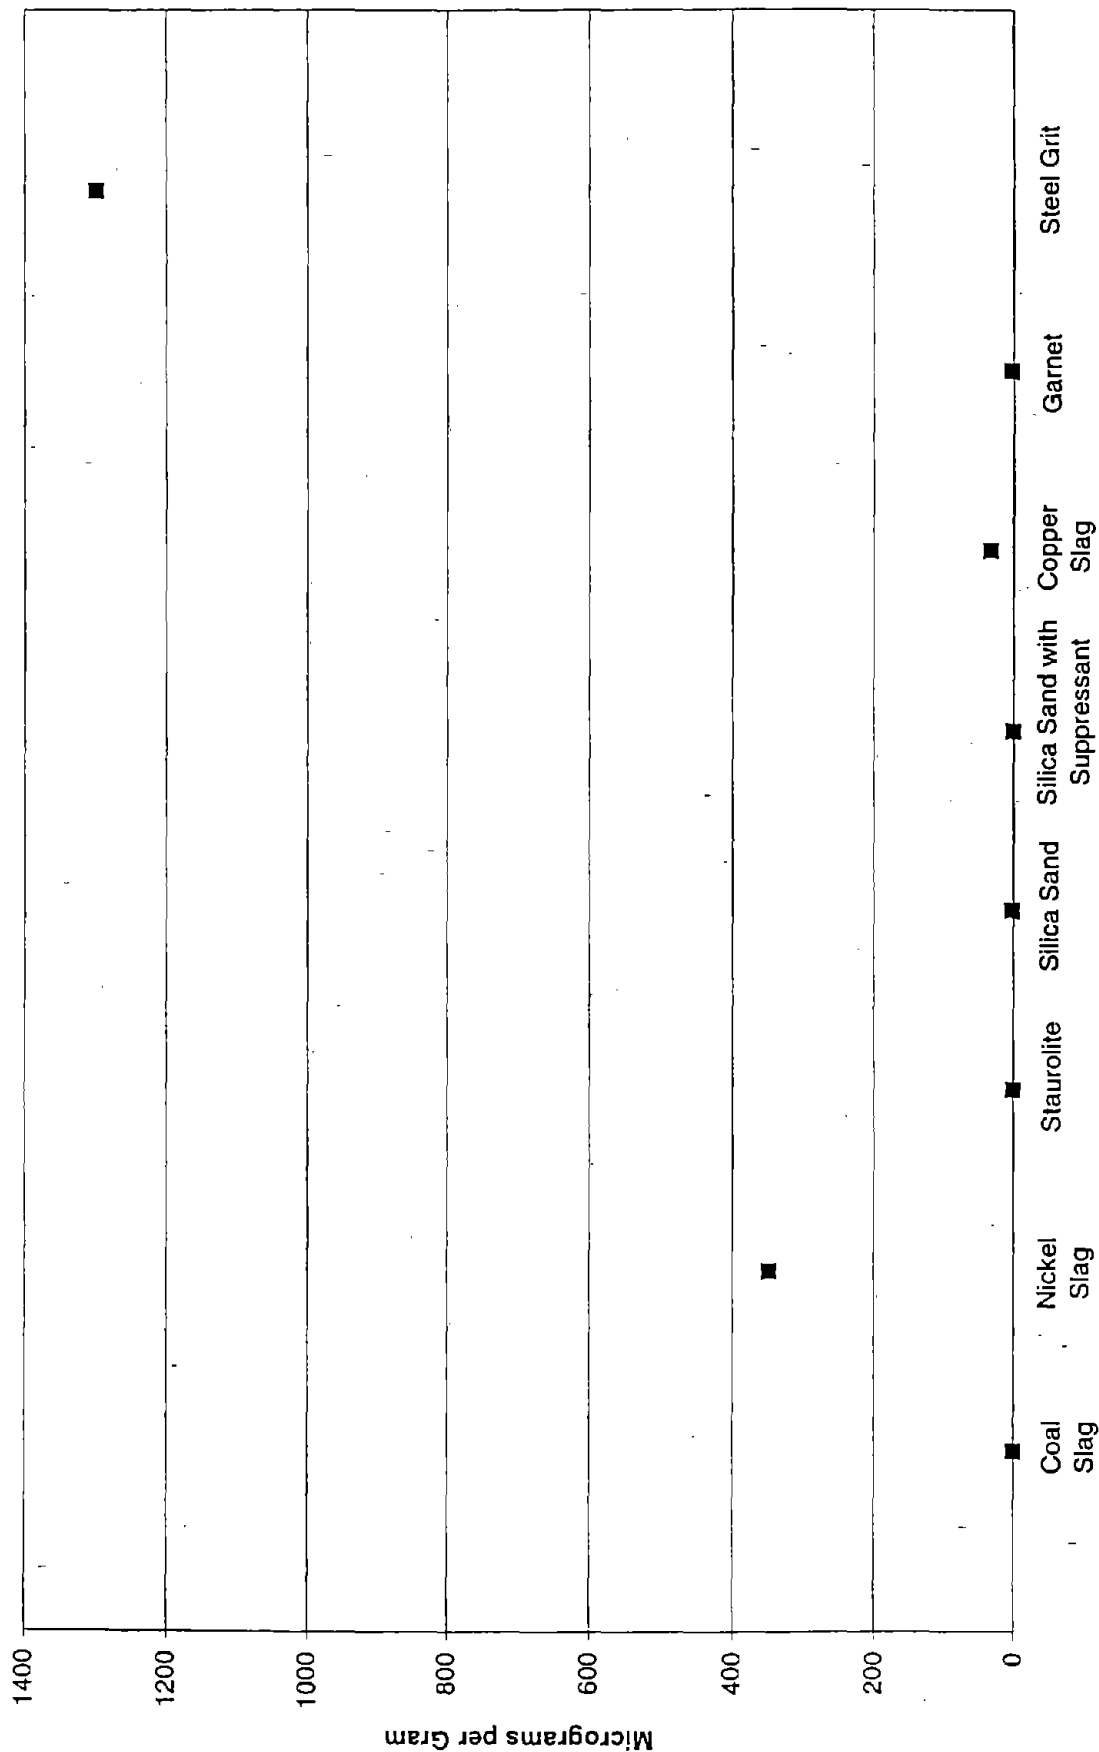 Micrograms per Gram
1400
1200
1000
800
600
400
200
0
Coal
Slag
Nickel
Slag
Staurolite
Silica Sand
Silica Sand with
Suppressant
Copper
Slag
Garnet
Steel Grit